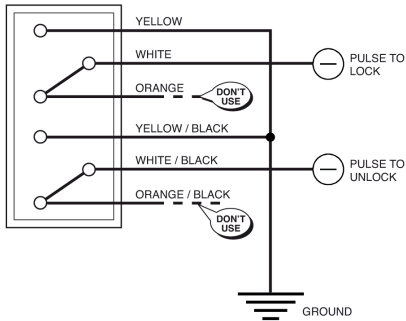 YELLOW
WHITE
PULSE TO
LOCK
ORANGE
DON'T
USE
YELLOW / BLACK
WHITE / BLACK
PULSE TO
UNLOCK
ORANGE / BLACK
DON'T
USE
GROUND